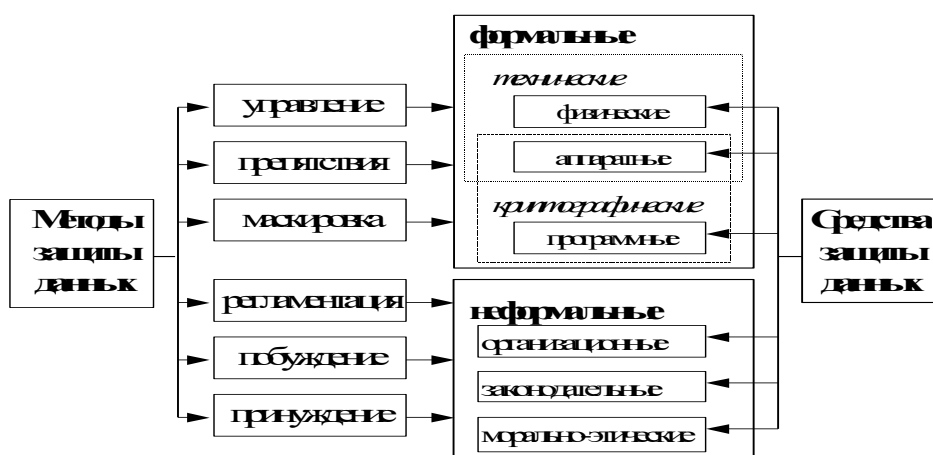 Методы
защиты
данных
управление
препятствия
маскировка
регламентация
побуждение
принуждение
формальные
технические
физические
аппаратные
криптографические
программные
неформальные
организационные
законодательные
морально-этические
Средства
защиты
данных